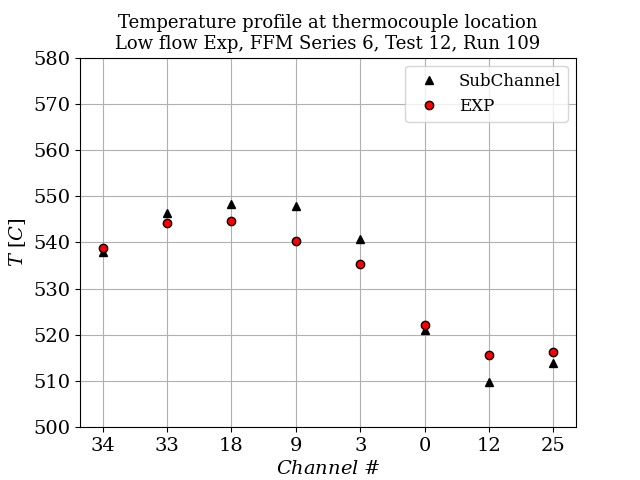 Temperature profile at thermocouple location
Low flow Exp, FFM Series 6, Test 12, Run 109
SubChannel
EXP
580
570
560
550
540
530
520
510
500
T [C]
34 33 18 9 3 0 12 25
Channel #